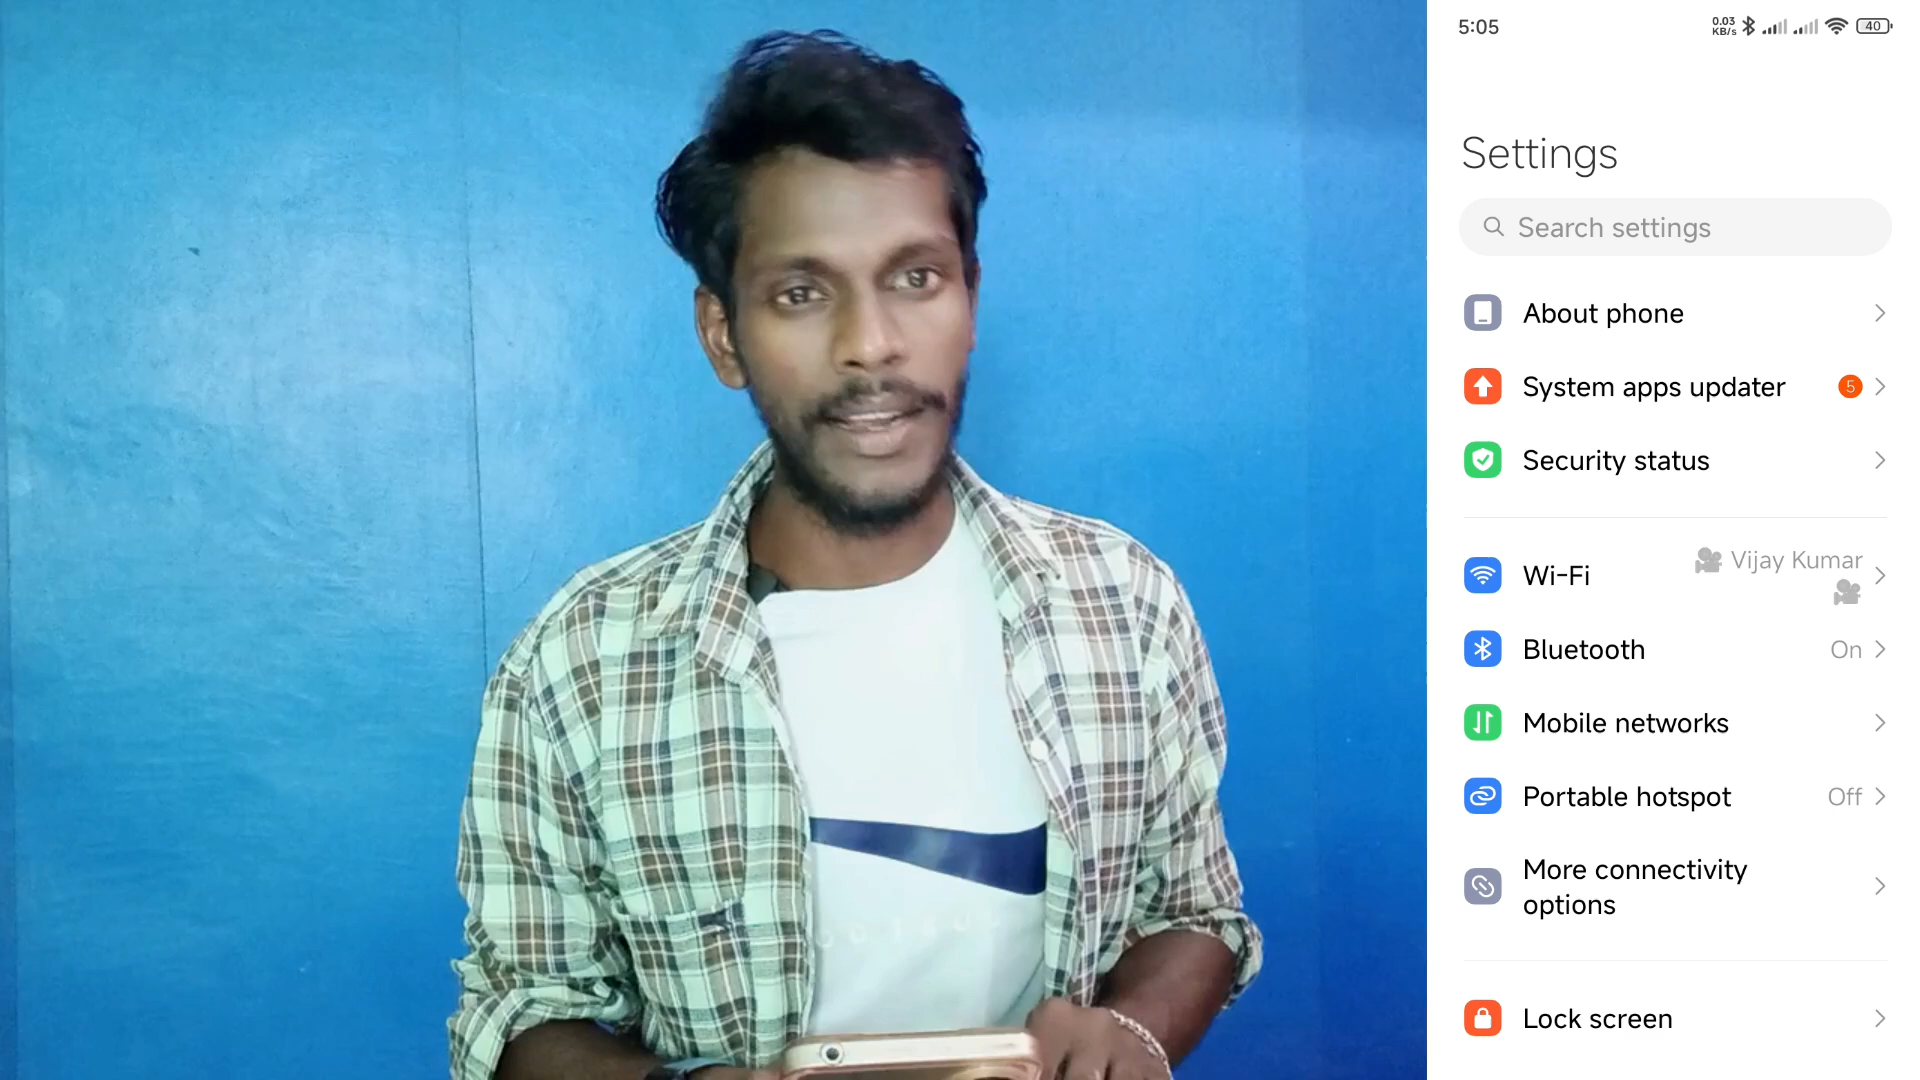 5:05
0.03
KB/s
40
Settings
Search settings
About phone
System apps updater
5
Security status
Wi-Fi
🎥 Vijay Kumar
🎥
Bluetooth
On
Mobile networks
Portable hotspot
Off
More connectivity
options
Lock screen